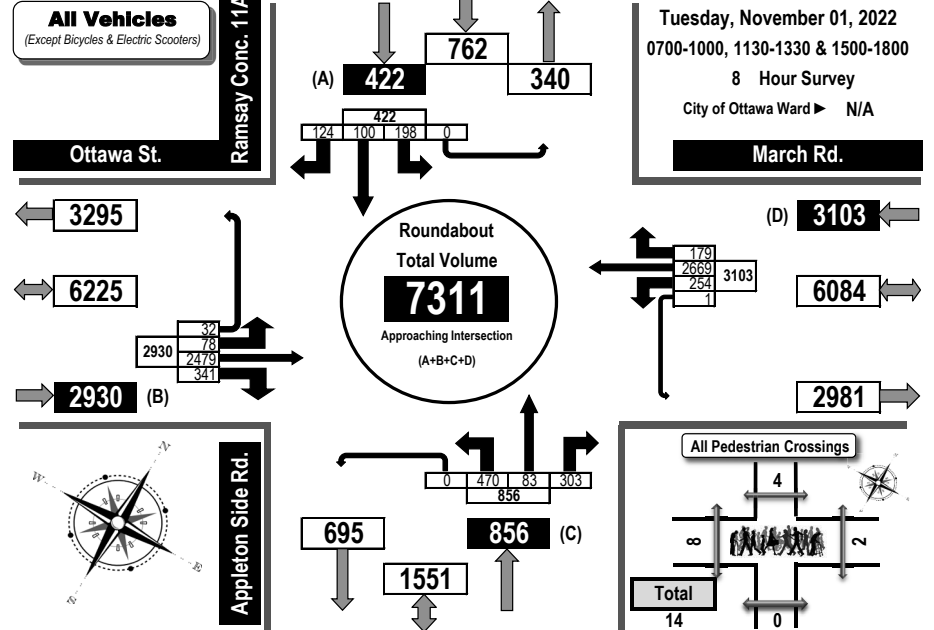 All Vehicles
(Except Bicycles & Electric Scooters)
Ramsay Conc. 11A
Ottawa St.
762
(A) 422
340
422
124 100 198 0
Tuesday, November 01, 2022
0700-1000, 1130-1330 & 1500-1800
8 Hour Survey
City of Ottawa Ward ► N/A
March Rd.
3295
6225
32
78
2930 2479
341
2930 (B)
Roundabout
Total Volume
7311
Approaching Intersection
(A+B+C+D)
(D) 3103
179
2669 3103
254
1
6084
2981
N
W
E
S
Appleton Side Rd.
0 470 83 303
856
695
856 (C)
1551
All Pedestrian Crossings
4
8
2
Total
14
0